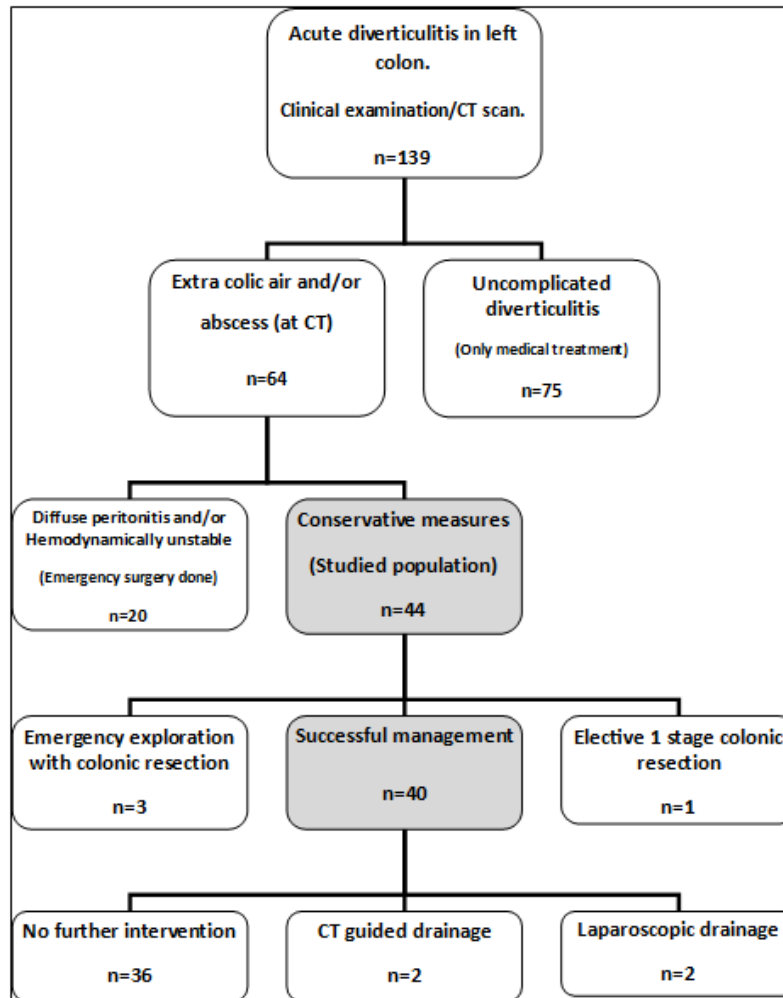 Acute diverticulitis in left
colon.
Clinical examination/CT scan.
n=139
Extra colic air and/or
abscess (at CT)
n=64
Uncomplicated
diverticulitis
(Only medical treatment)
n=75
Diffuse peritonitis and/or
Hemodynamically unstable
(Emergency surgery done)
n=20
Conservative measures
(Studied population)
n=44
Emergency exploration
with colonic resection
n=3
Successful management
n=40
Elective 1 stage colonic
resection
n=1
No further intervention
n=36
CT guided drainage
n=2
Laparoscopic drainage
n=2